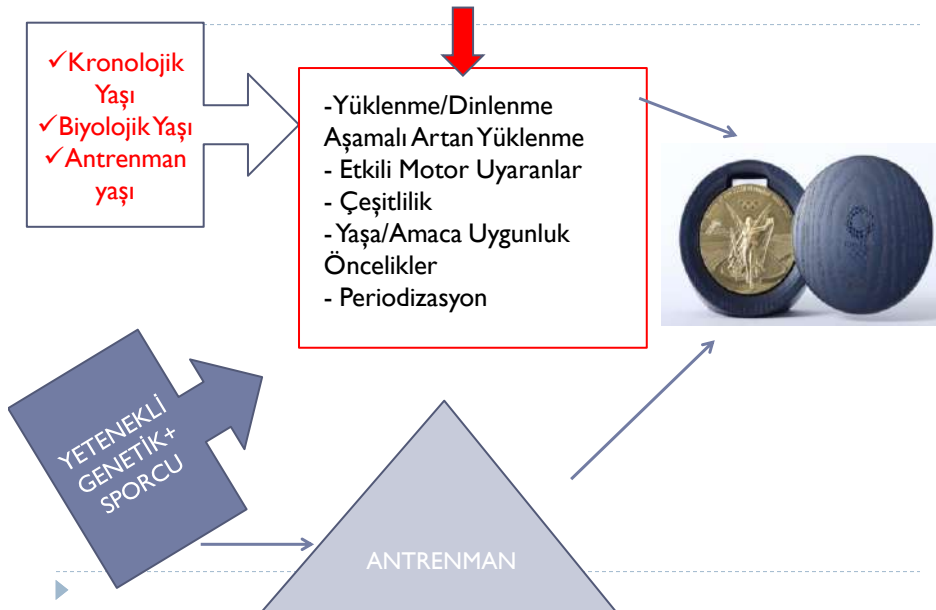 ✓Kronolojik
Yaşı
✓Biyolojik Yaşı
✓Antrenman
yaşı
-Yüklenme/Dinlenme
Aşamalı Artan Yüklenme
- Etkili Motor Uyaranlar
- Çeşitlilik
-Yaşa/Amaca Uygunluk
Öncelikler
- Periodizasyon
YETENEKLİ
GENETİK+
SPORCU
ANTRENMAN